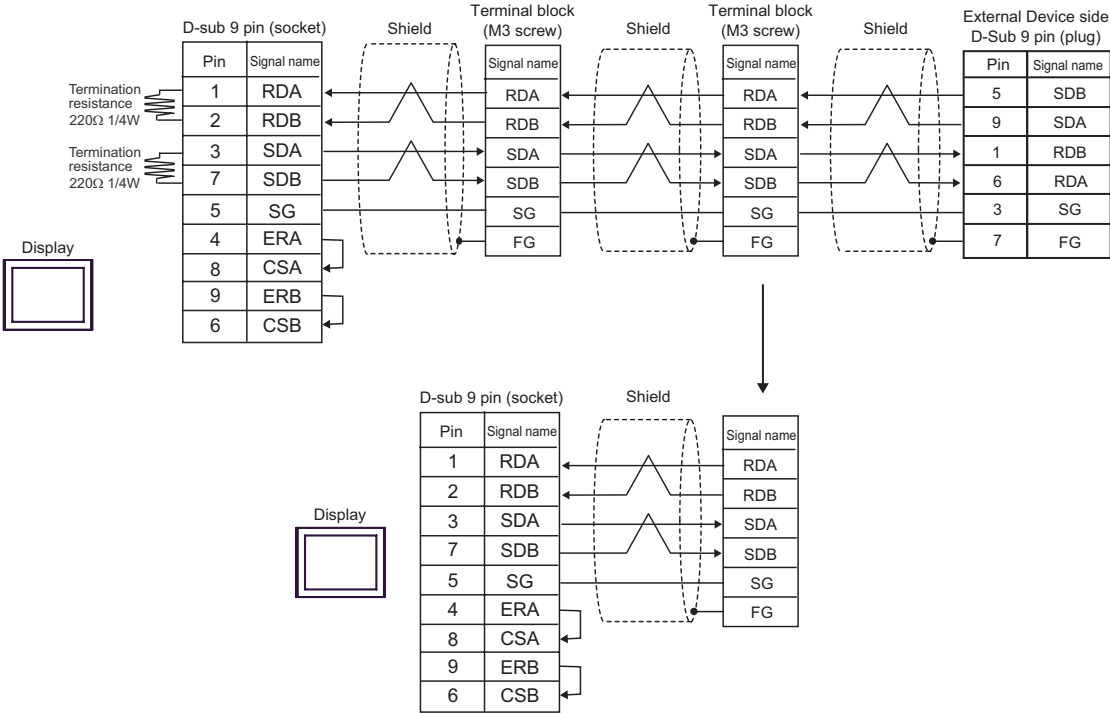 D-sub 9 pin (socket)
Shield
Terminal block
(M3 screw)
Shield
Terminal block
(M3 screw)
Shield
External Device side
D-Sub 9 pin (plug)
Pin Signal name
Signal name
Signal name
Pin Signal name
Termination
resistance
220Ω 1/4W
1 RDA
RDA
RDA
5 SDB
2 RDB
RDB
RDB
9 SDA
Termination
resistance
220Ω 1/4W
3 SDA
SDA
SDA
1 RDB
7 SDB
SDB
SDB
6 RDA
5 SG
SG
SG
3 SG
4 ERA
FG
FG
7 FG
8 CSA
9 ERB
6 CSB
Display
D-sub 9 pin (socket)
Shield
Pin Signal name
Signal name
1 RDA
RDA
2 RDB
RDB
3 SDA
SDA
7 SDB
SDB
5 SG
SG
4 ERA
FG
8 CSA
9 ERB
6 CSB
Display